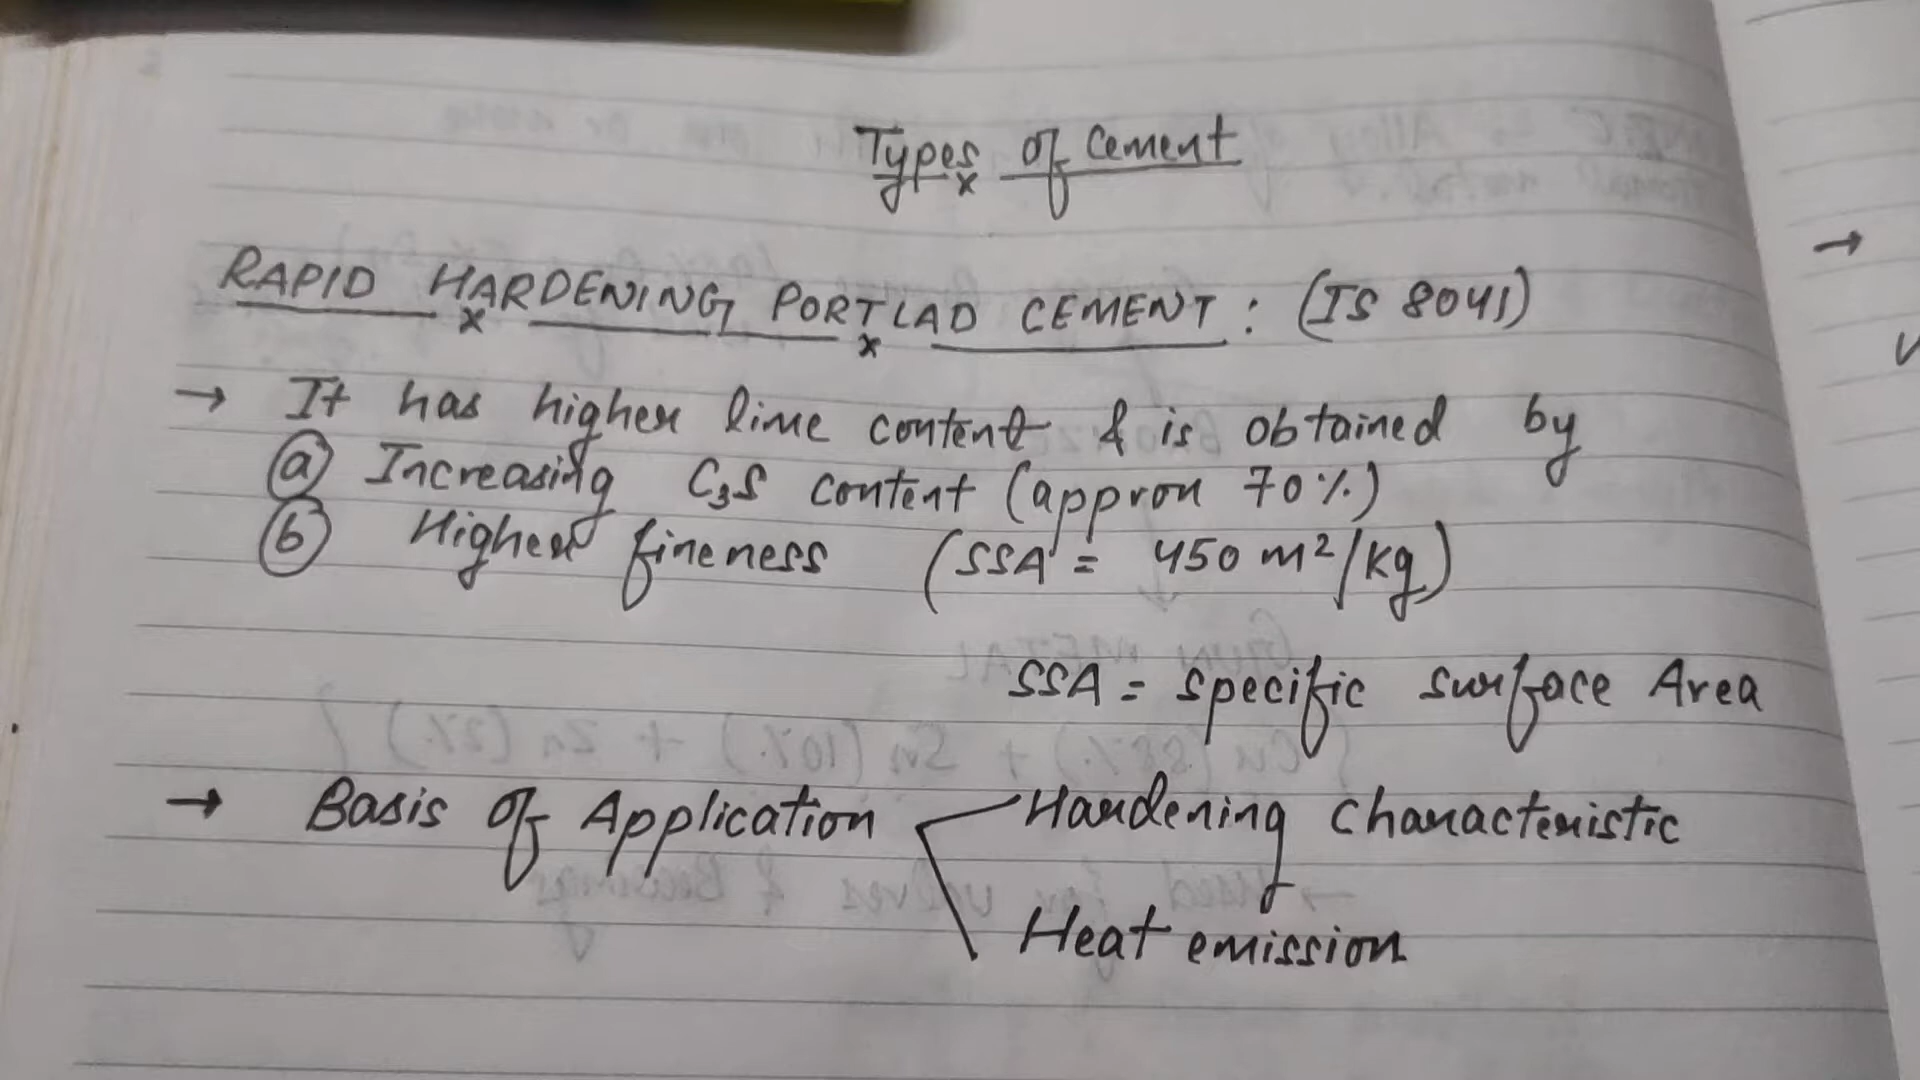 Types of Cement
RAPID HARDENING PORTLAD CEMENT : (IS 8041)
→ It has higher lime content & is obtained by
ⓐ Increasing C₃S content (appron 70%)
ⓑ Higher fineness (SSA = 450 m²/kg)
SSA = specific surface Area
→ Basis of Application Hardening characteristic
Heat emission